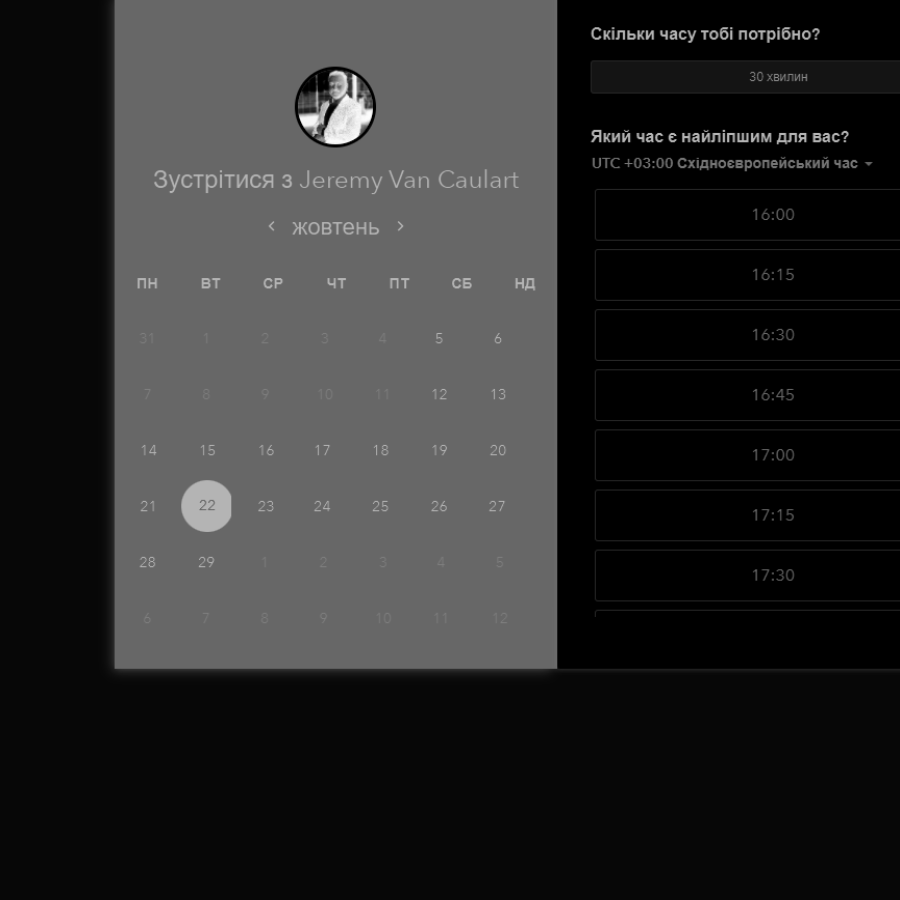 Зустрітися з Jeremy Van Caulart
жовтень
ПН ВТ СР ЧТ ПТ СБ НД
31 1 2 3 4 5 6
7 8 9 10 11 12 13
14 15 16 17 18 19 20
21 22 23 24 25 26 27
28 29 1 2 3 4 5
6 7 8 9 10 11 12
Скільки часу тобі потрібно?
30 хвилин
Який час є найліпшим для вас?
UTC +03:00 Східноєвропейський час
16:00
16:15
16:30
16:45
17:00
17:15
17:30